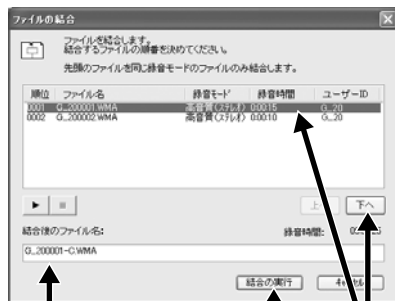 ファイルの結合
ファイルを結合します。
結合するファイルの順番を決めてください。
先頭のファイルと同じ録音モードのファイルのみ結合します。
順位 ファイル名 録音モード 録音時間 ユーザーID
0001 G_200001.WMA 高音質(ステレオ) 0:00:15 G_20
0002 G_200002.WMA 高音質(ステレオ) 0:00:10 G_20
下へ
結合後のファイル名: 録音時間:
G_200001-C.WMA
結合の実行